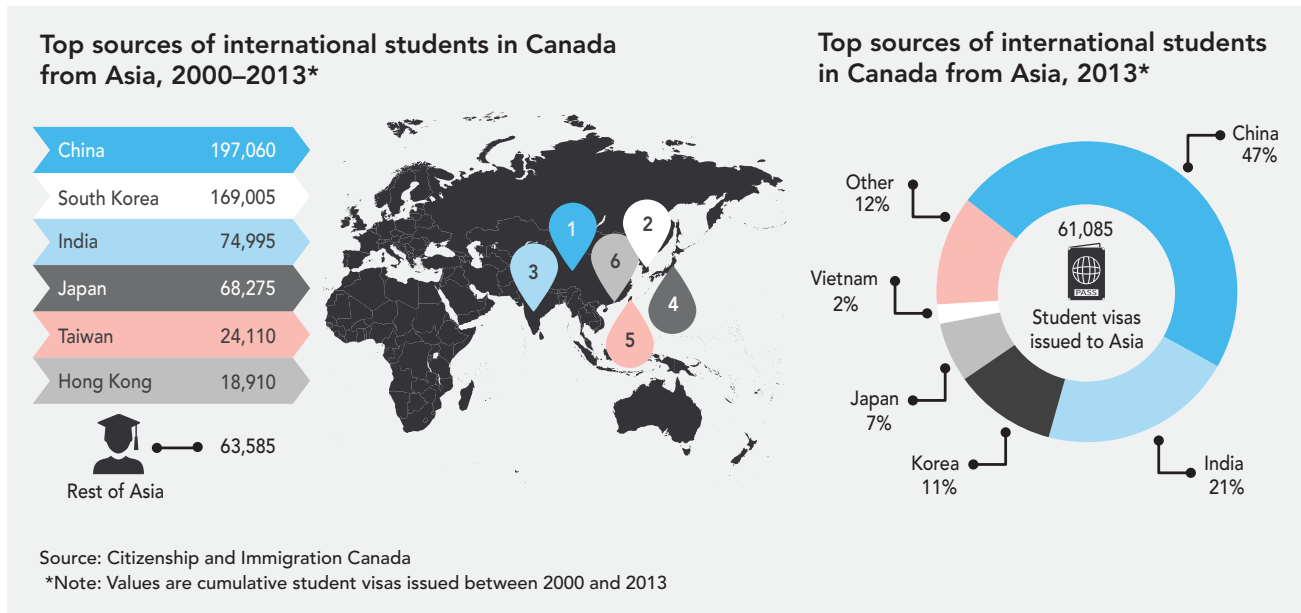 Top sources of international students in Canada
from Asia, 2000–2013*
China 197,060
South Korea 169,005
India 74,995
Japan 68,275
Taiwan 24,110
Hong Kong 18,910
63,585
Rest of Asia
1
2
3
6
4
5
Top sources of international students
in Canada from Asia, 2013*
China
47%
Other
12%
61,085
PASS
Student visas
issued to Asia
Vietnam
2%
Japan
7%
Korea
11%
India
21%
Source: Citizenship and Immigration Canada
*Note: Values are cumulative student visas issued between 2000 and 2013